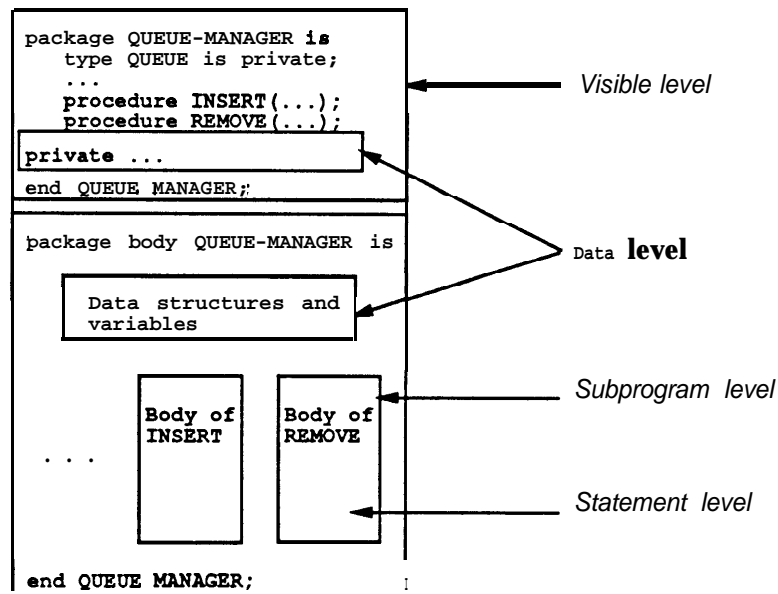 package QUEUE-MANAGER is
type QUEUE is private;
...
procedure INSERT(...);
procedure REMOVE(...);
private ...
end QUEUE MANAGER;
Visible level
package body QUEUE-MANAGER is
Data level
Data structures and
variables
Subprogram level
Body of
INSERT
Body of
REMOVE
. . .
Statement level
end QUEUE MANAGER;